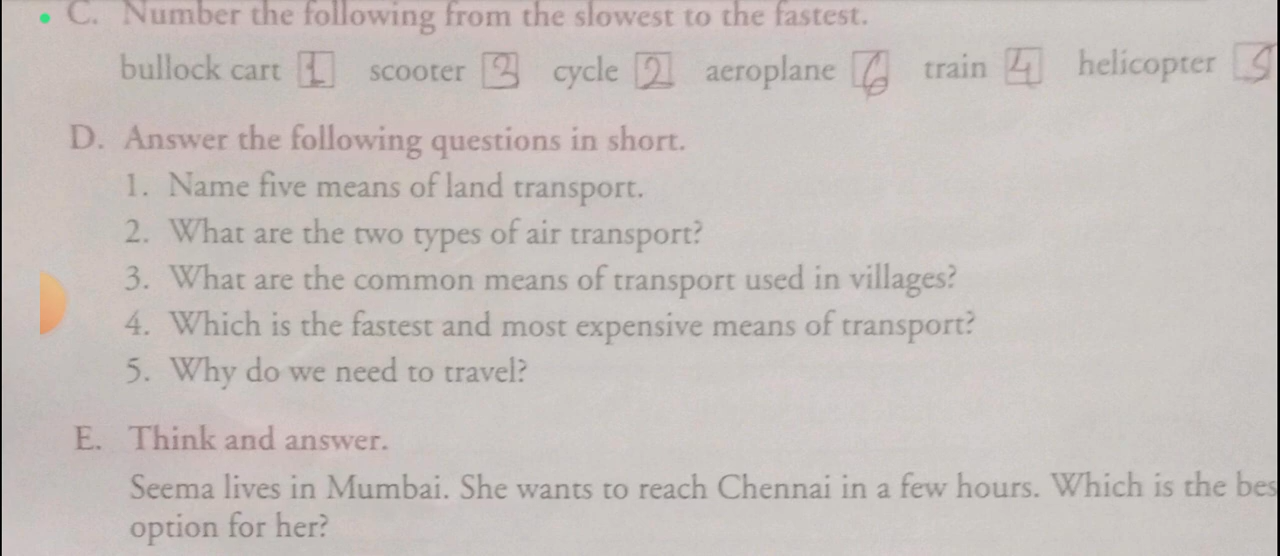 C. Number the following from the slowest to the fastest.
bullock cart 1 scooter 3 cycle 2 aeroplane 6 train 4 helicopter 5
D. Answer the following questions in short.
1. Name five means of land transport.
2. What are the two types of air transport?
3. What are the common means of transport used in villages?
4. Which is the fastest and most expensive means of transport?
5. Why do we need to travel?
E. Think and answer.
Seema lives in Mumbai. She wants to reach Chennai in a few hours. Which is the bes
option for her?